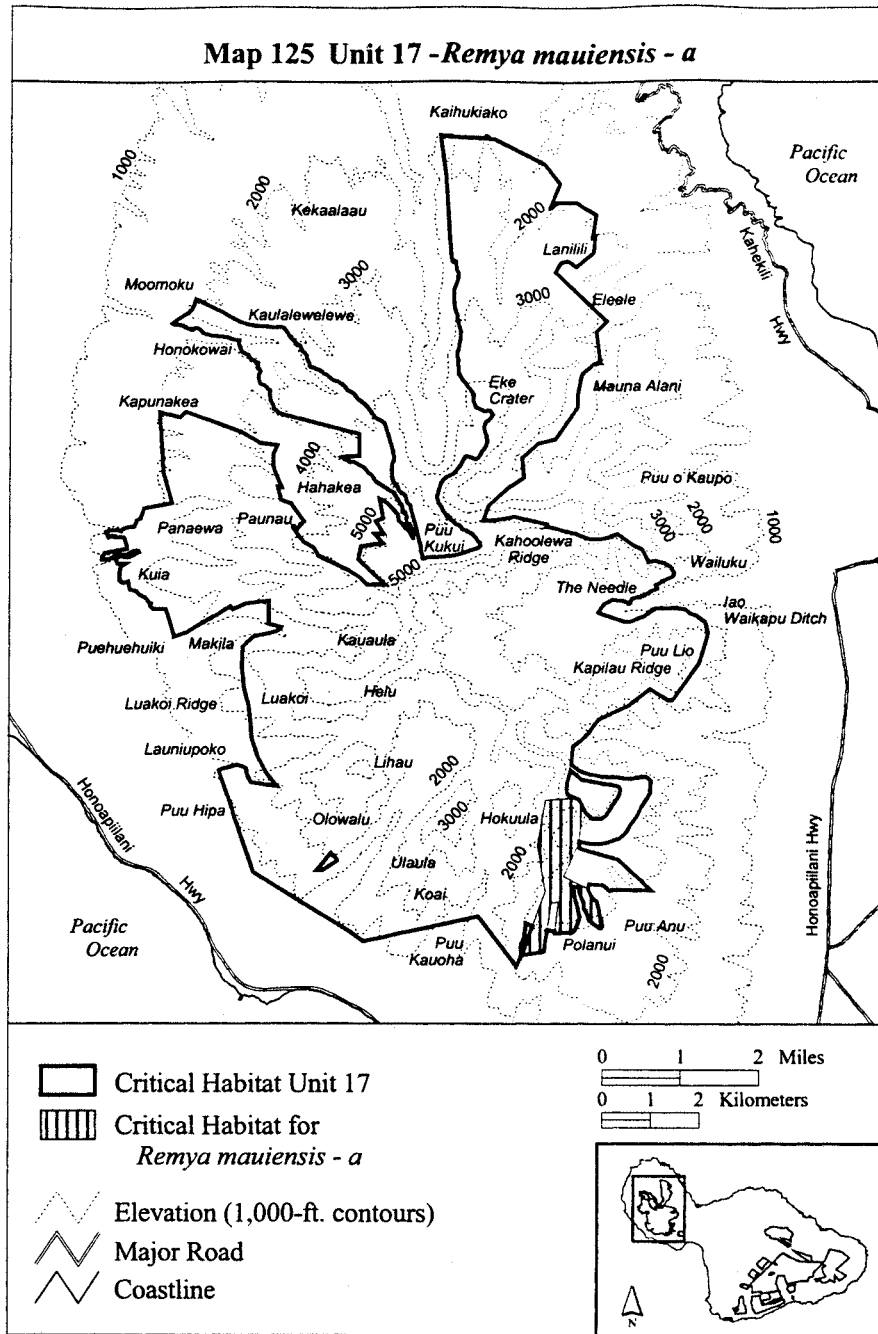 Map 125 Unit 17 - Remya mauiensis - a
Kaihukiako
Pacific
Ocean
1000
2000
Kekaalaau
2000
Lanilili
Kahekili
Hwy
3000
3000
Moomoku
Kaulalewelewe
Eleele
Honokowai
Eke
Crater
Mauna Alani
Kapunakea
4000
Hahakea
Puu o Kaupo
Panaewa
Paunau
5000
Puu
Kukui
Kahoolewa
Ridge
3000
2000
1000
Wailuku
Kuia
5000
The Needle
Iao
Waikapu Ditch
Puehuehuiki
Makila
Kauaula
Puu Lio
Kapilau Ridge
Luakoi Ridge
Luakoi
Helu
Launiupoko
Lihau
2000
Honoapiilani
Hwy
Puu Hipa
Olowalu
3000
Hokuula
Ulaula
2000
Koai
Honoapiilani Hwy
Pacific
Ocean
Puu
Kauoha
Polanui
Puu Anu
2000
Critical Habitat Unit 17
Critical Habitat for
Remya mauiensis - a
Elevation (1,000-ft. contours)
Major Road
Coastline
0 1 2 Miles
0 1 2 Kilometers
N